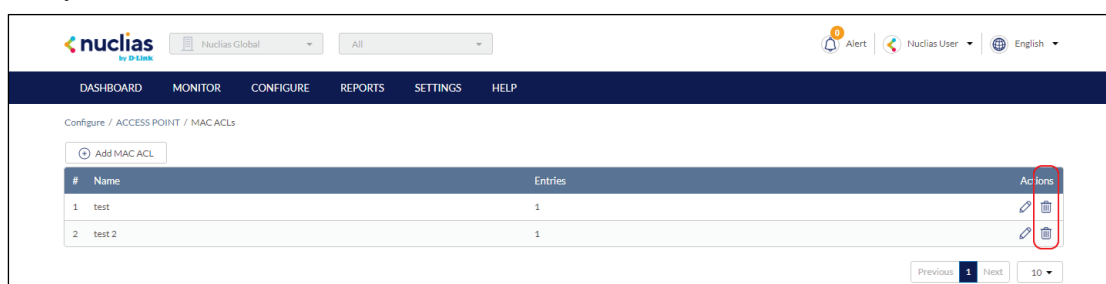 nuclias
by D-Link
Nuclias Global
All
0
Alert
Nuclias User
English
DASHBOARD MONITOR CONFIGURE REPORTS SETTINGS HELP
Configure / ACCESS POINT / MAC ACLs
Add MAC ACL
# Name Entries Actions
1 test 1
2 test 2 1
Previous 1 Next 10